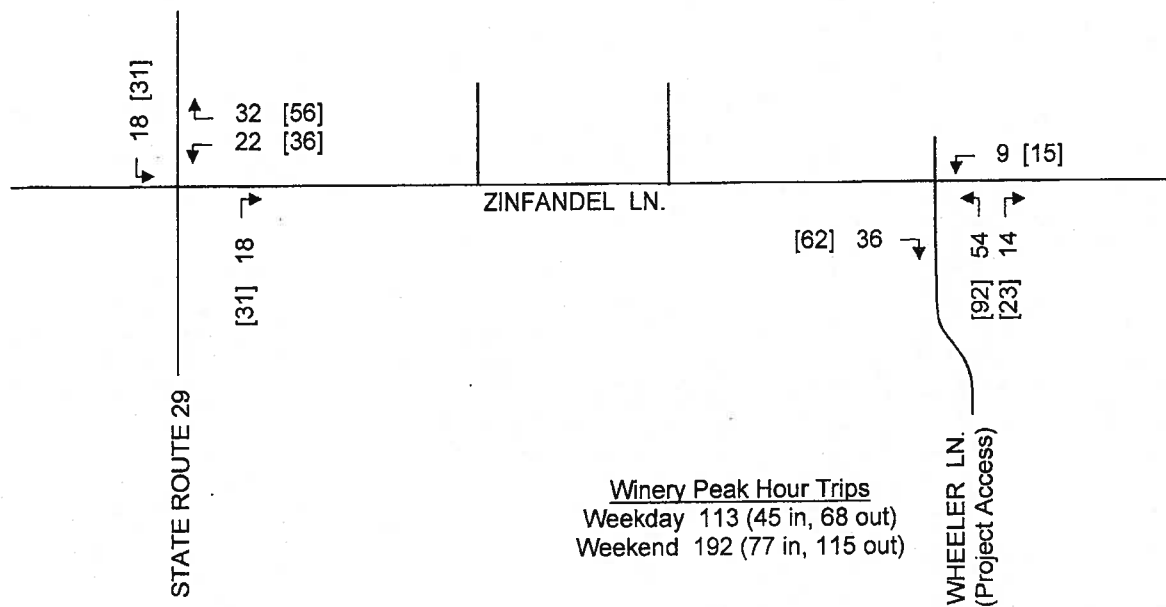 18 [31]
32 [56]
22 [36]
9 [15]
ZINFANDEL LN.
[31] 18
[62] 36
[92] 54
[23] 14
STATE ROUTE 29
WHEELER LN.
(Project Access)
Winery Peak Hour Trips
Weekday 113 (45 in, 68 out)
Weekend 192 (77 in, 115 out)